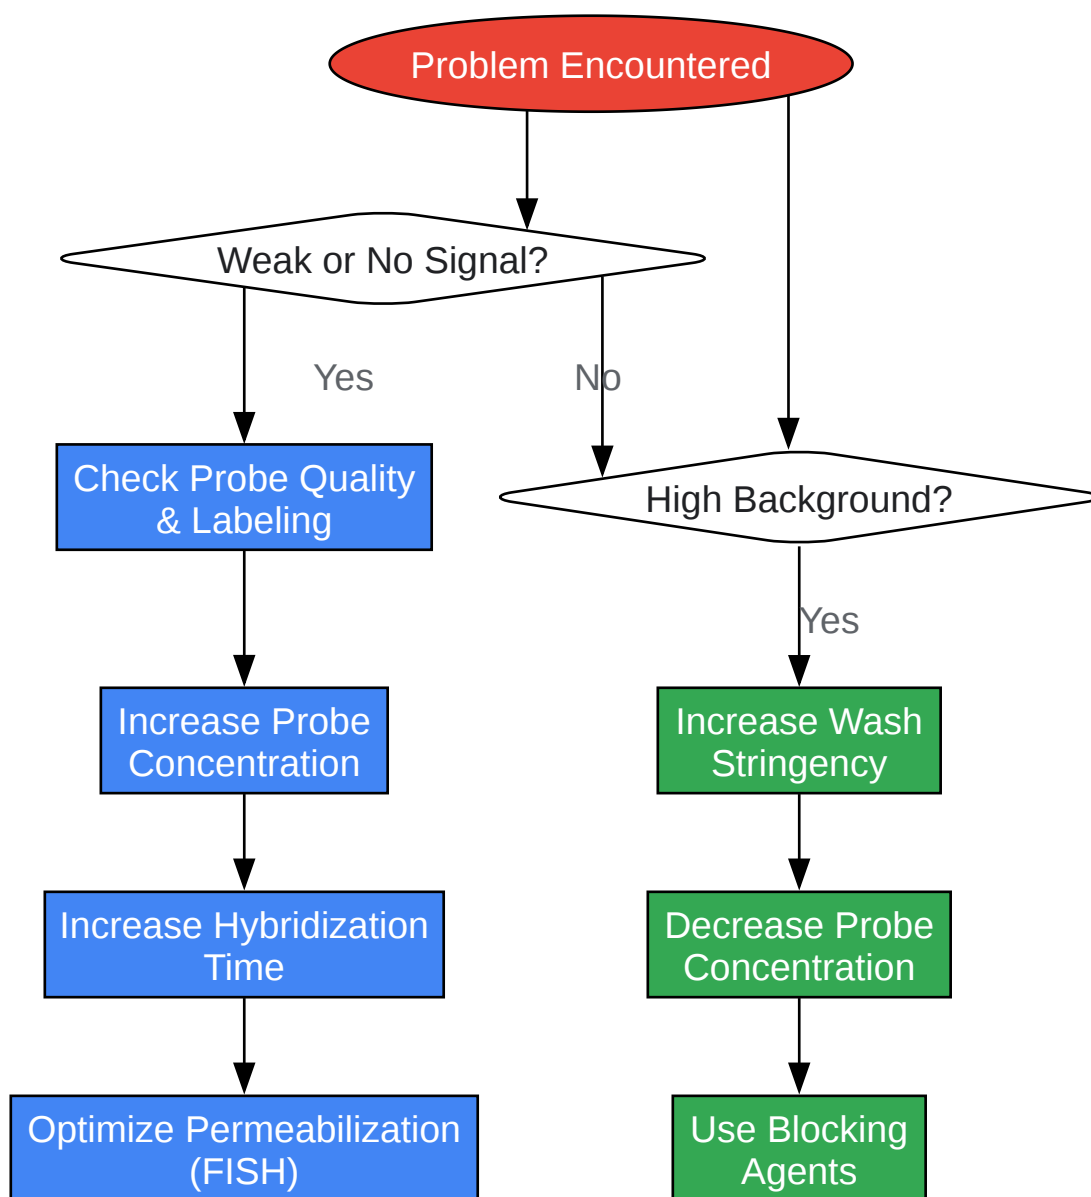 Problem Encountered
Weak or No Signal?
Yes
No
Check Probe Quality
& Labeling
High Background?
Yes
Increase Probe
Concentration
Increase Wash
Stringency
Increase Hybridization
Time
Decrease Probe
Concentration
Optimize Permeabilization
(FISH)
Use Blocking
Agents